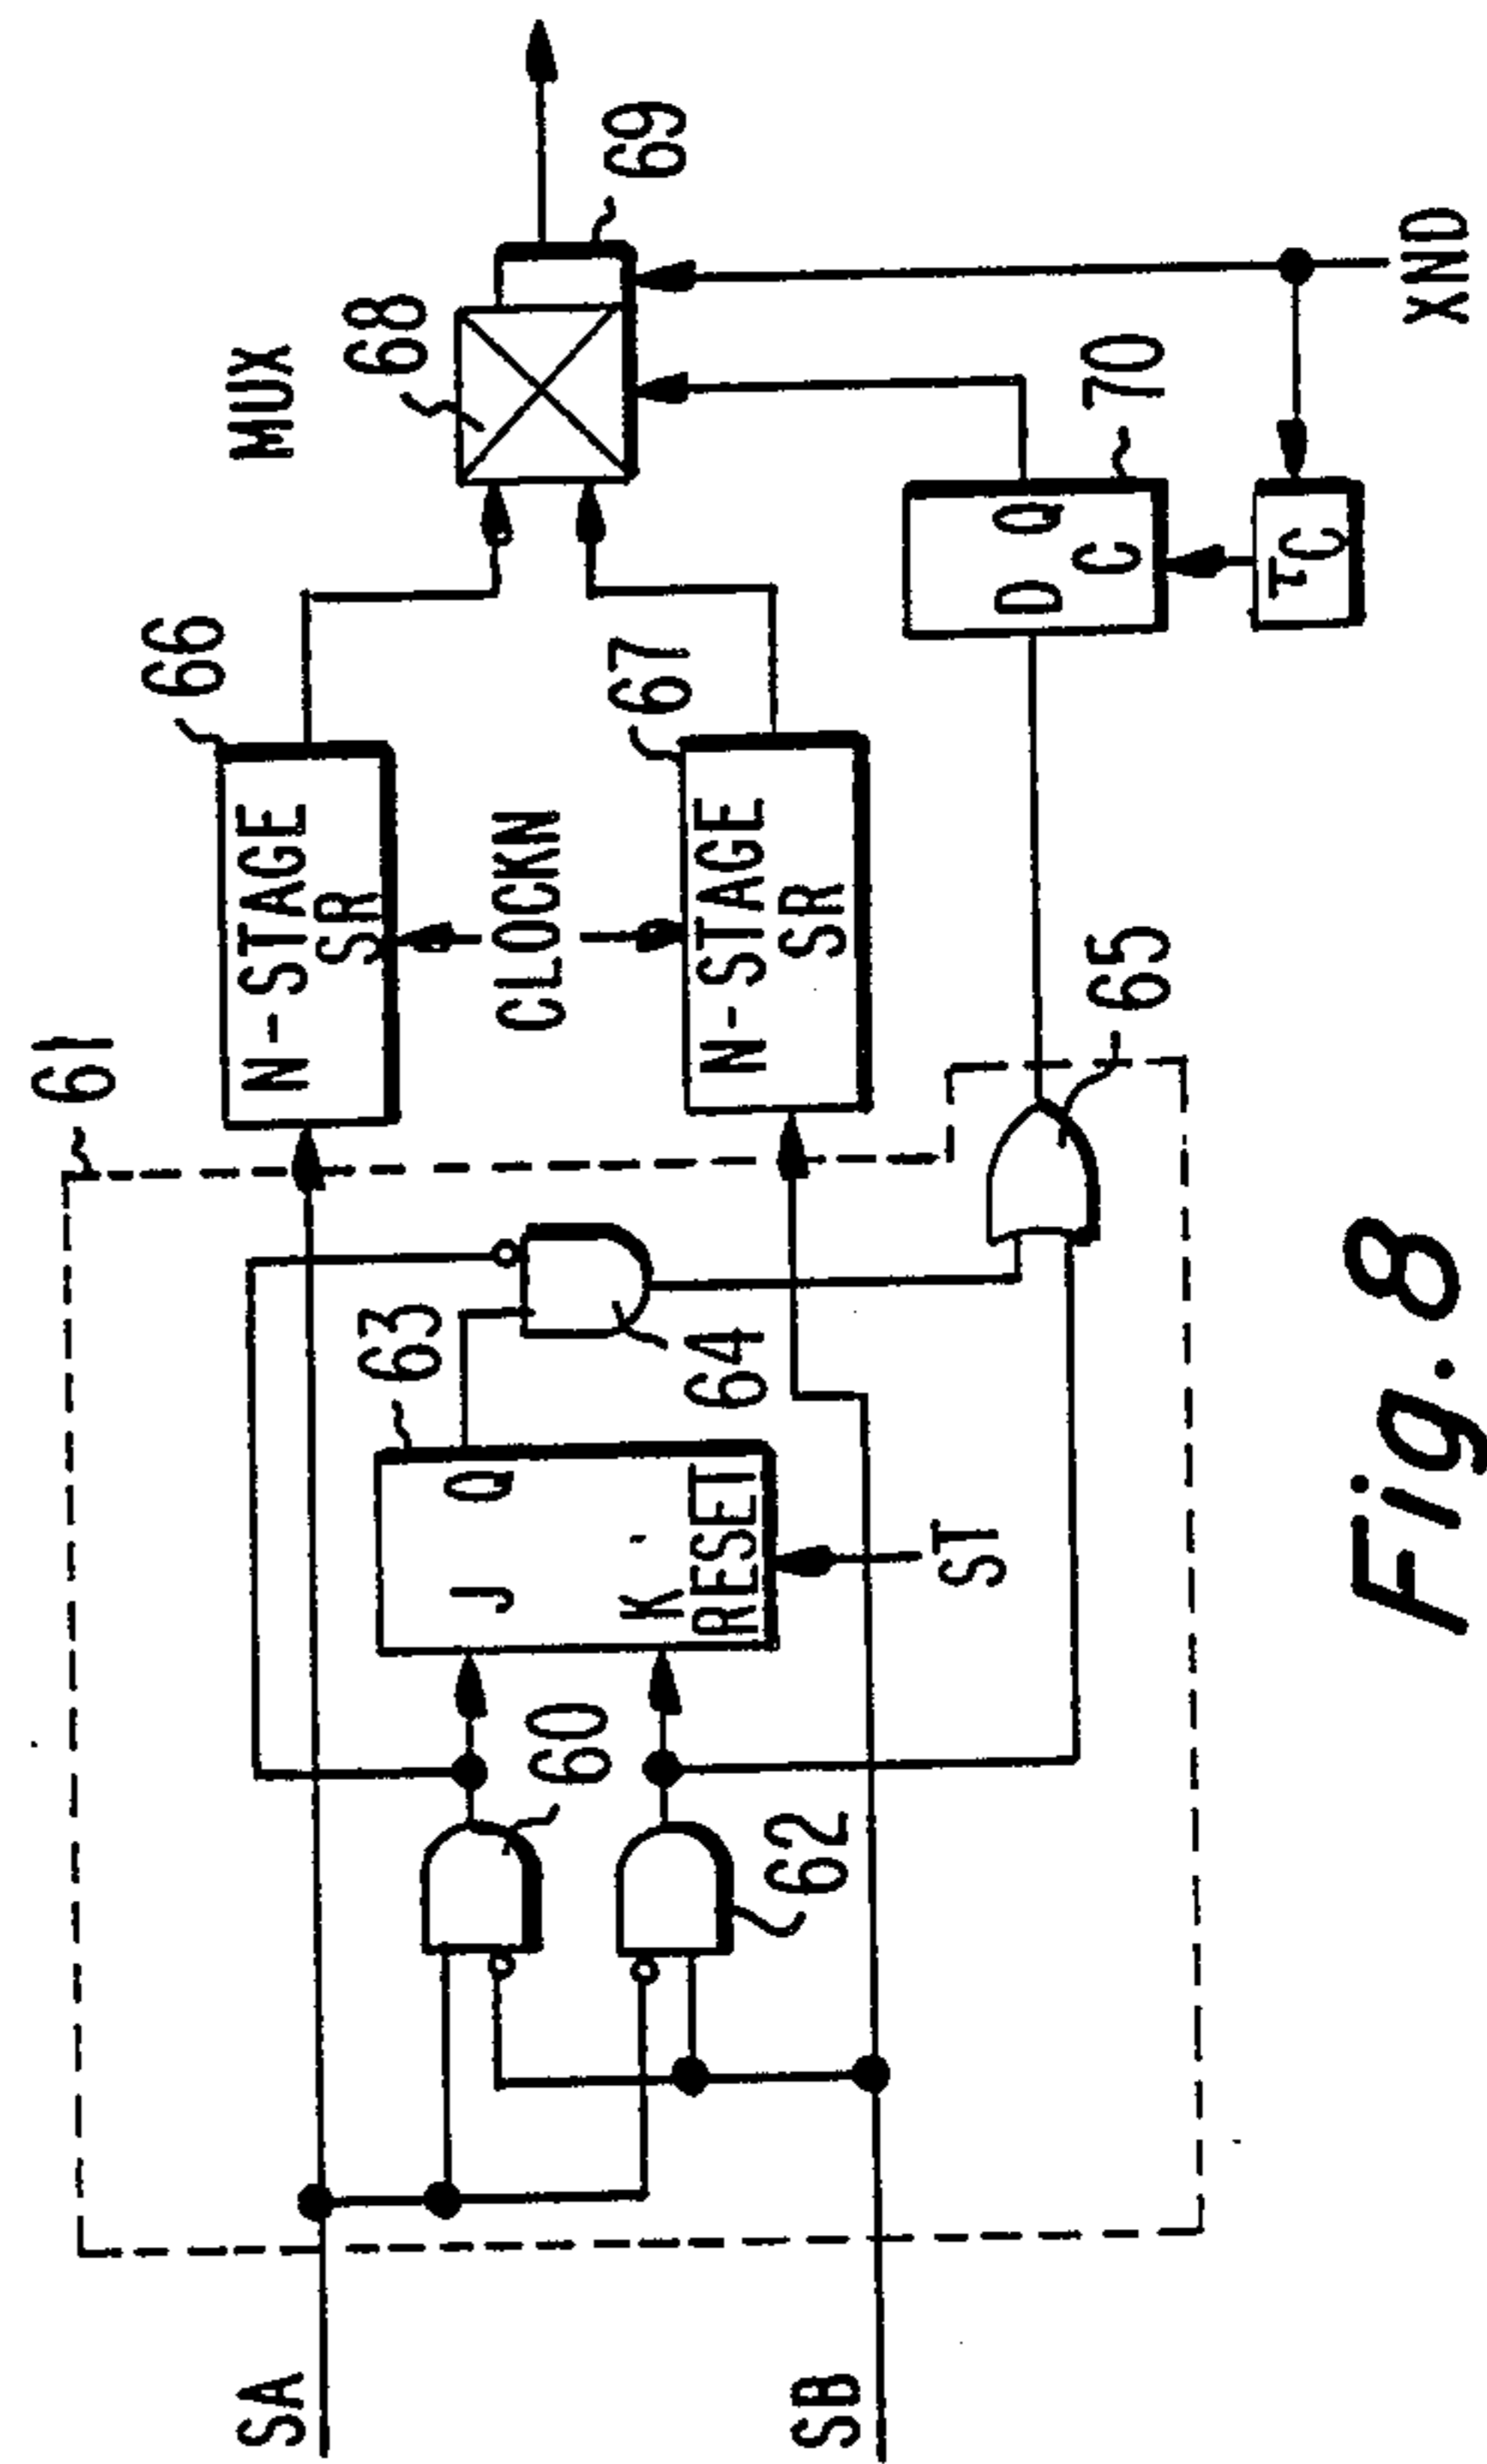 61
66
MUX
68
69
SA
N-STAGE
SR
63
J Q
60
K
RESET
64
CLOCKN
67
N-STAGE
SR
62
SB
ST
65
D Q
C
70
τC
XND
Fig. 8